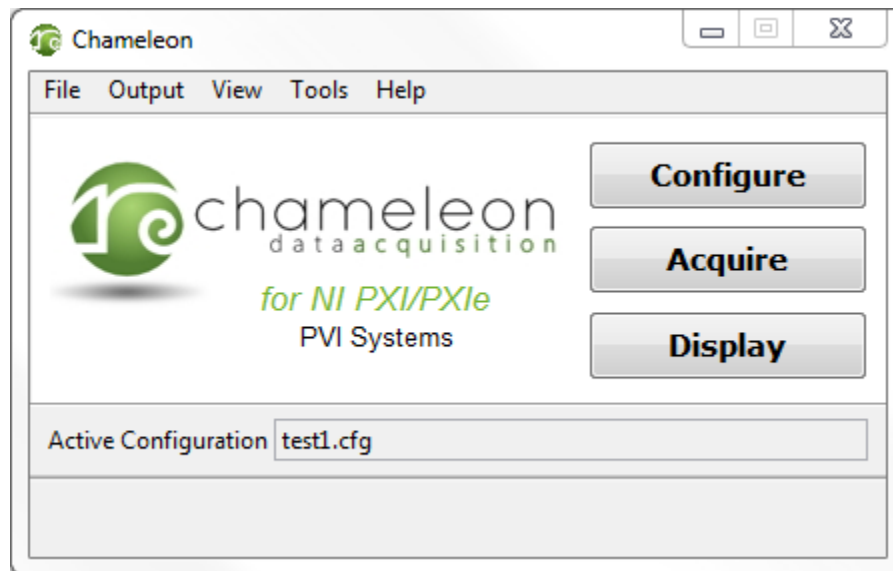 Chameleon
File Output View Tools Help
chameleon
dataacquisition
for NI PXI/PXIe
PVI Systems
Configure
Acquire
Display
Active Configuration test1.cfg